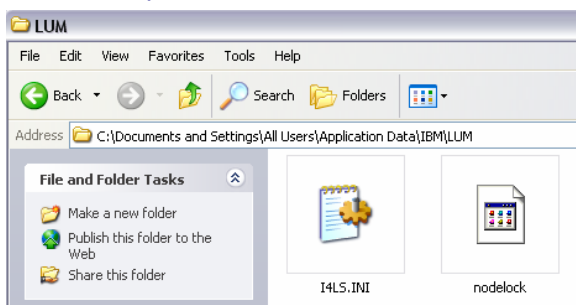 LUM
File Edit View Favorites Tools Help
Back Search Folders
Address C:\Documents and Settings\All Users\Application Data\IBM\LUM
File and Folder Tasks
Make a new folder
Publish this folder to the
Web
Share this folder
I4LS.INI nodelock